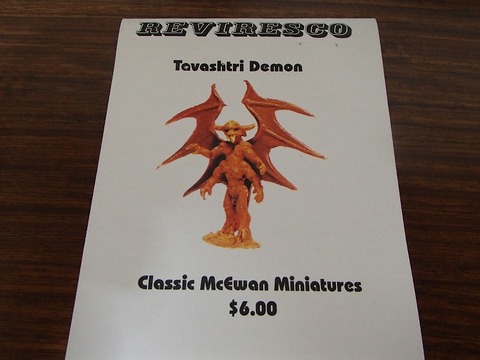 REVIRESCO
Tavashtri Demon
Classic McEwan Miniatures
$6.00